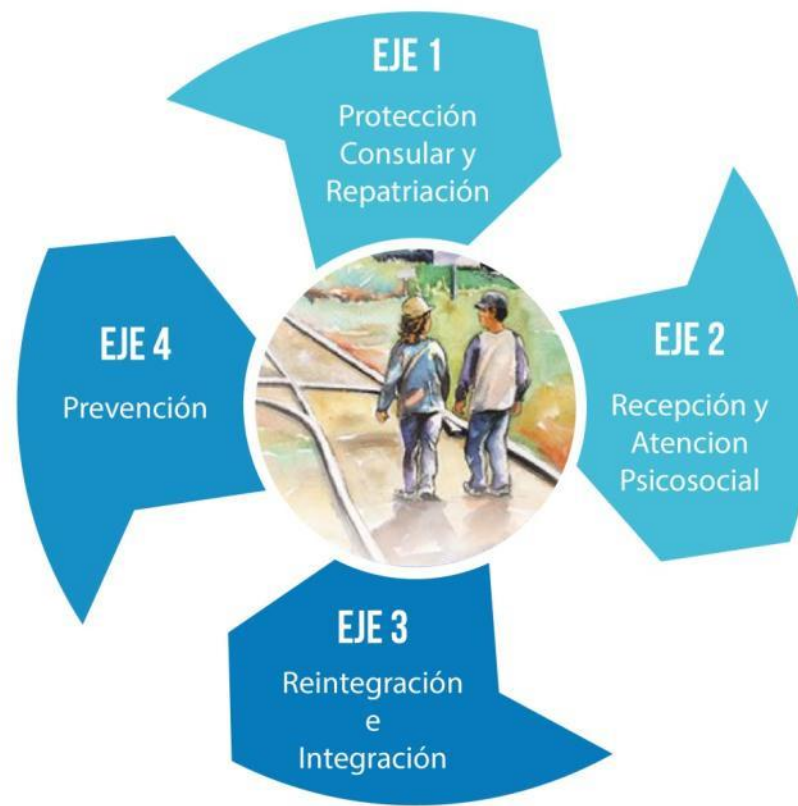 EJE 1
Protección
Consular y
Repatriación
EJE 2
Recepción y
Atencion
Psicosocial
EJE 3
Reintegración
e
Integración
EJE 4
Prevención